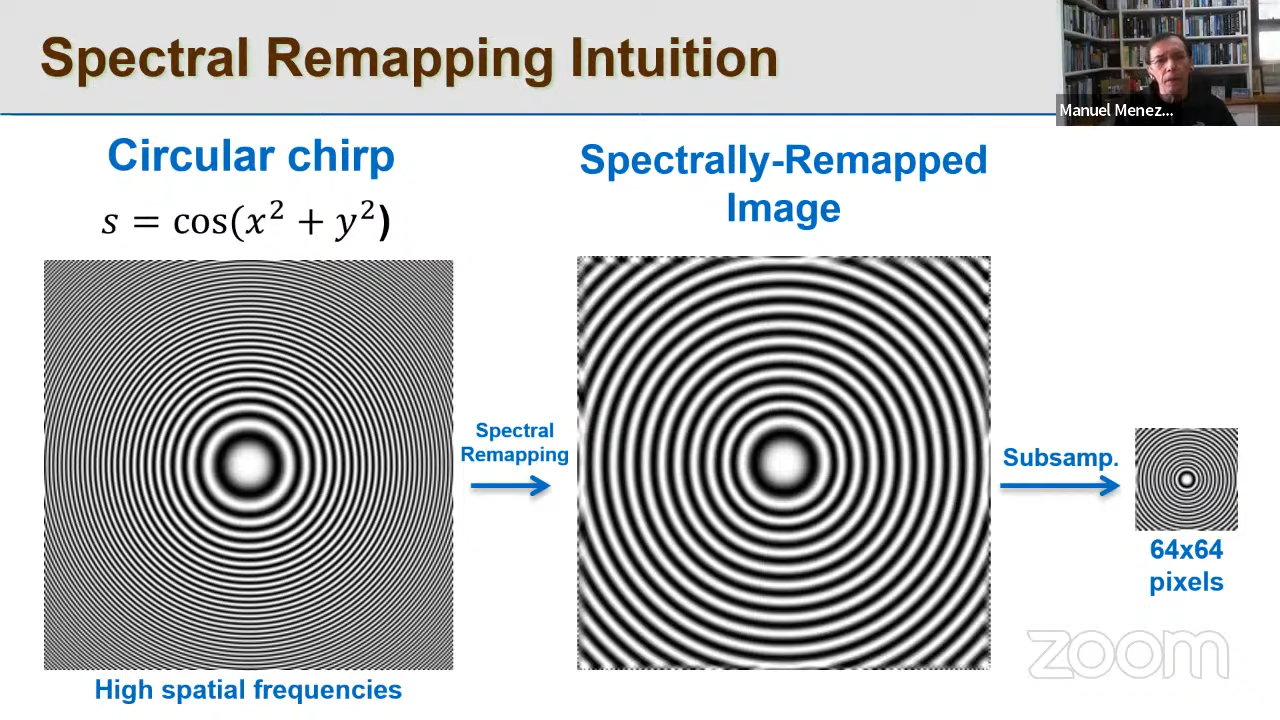 Spectral Remapping Intuition
Manuel Menez...
Circular chirp
s = cos(x² + y²)
Spectrally-Remapped
Image
Spectral
Remapping
Subsamp.
64x64
pixels
High spatial frequencies
zoom